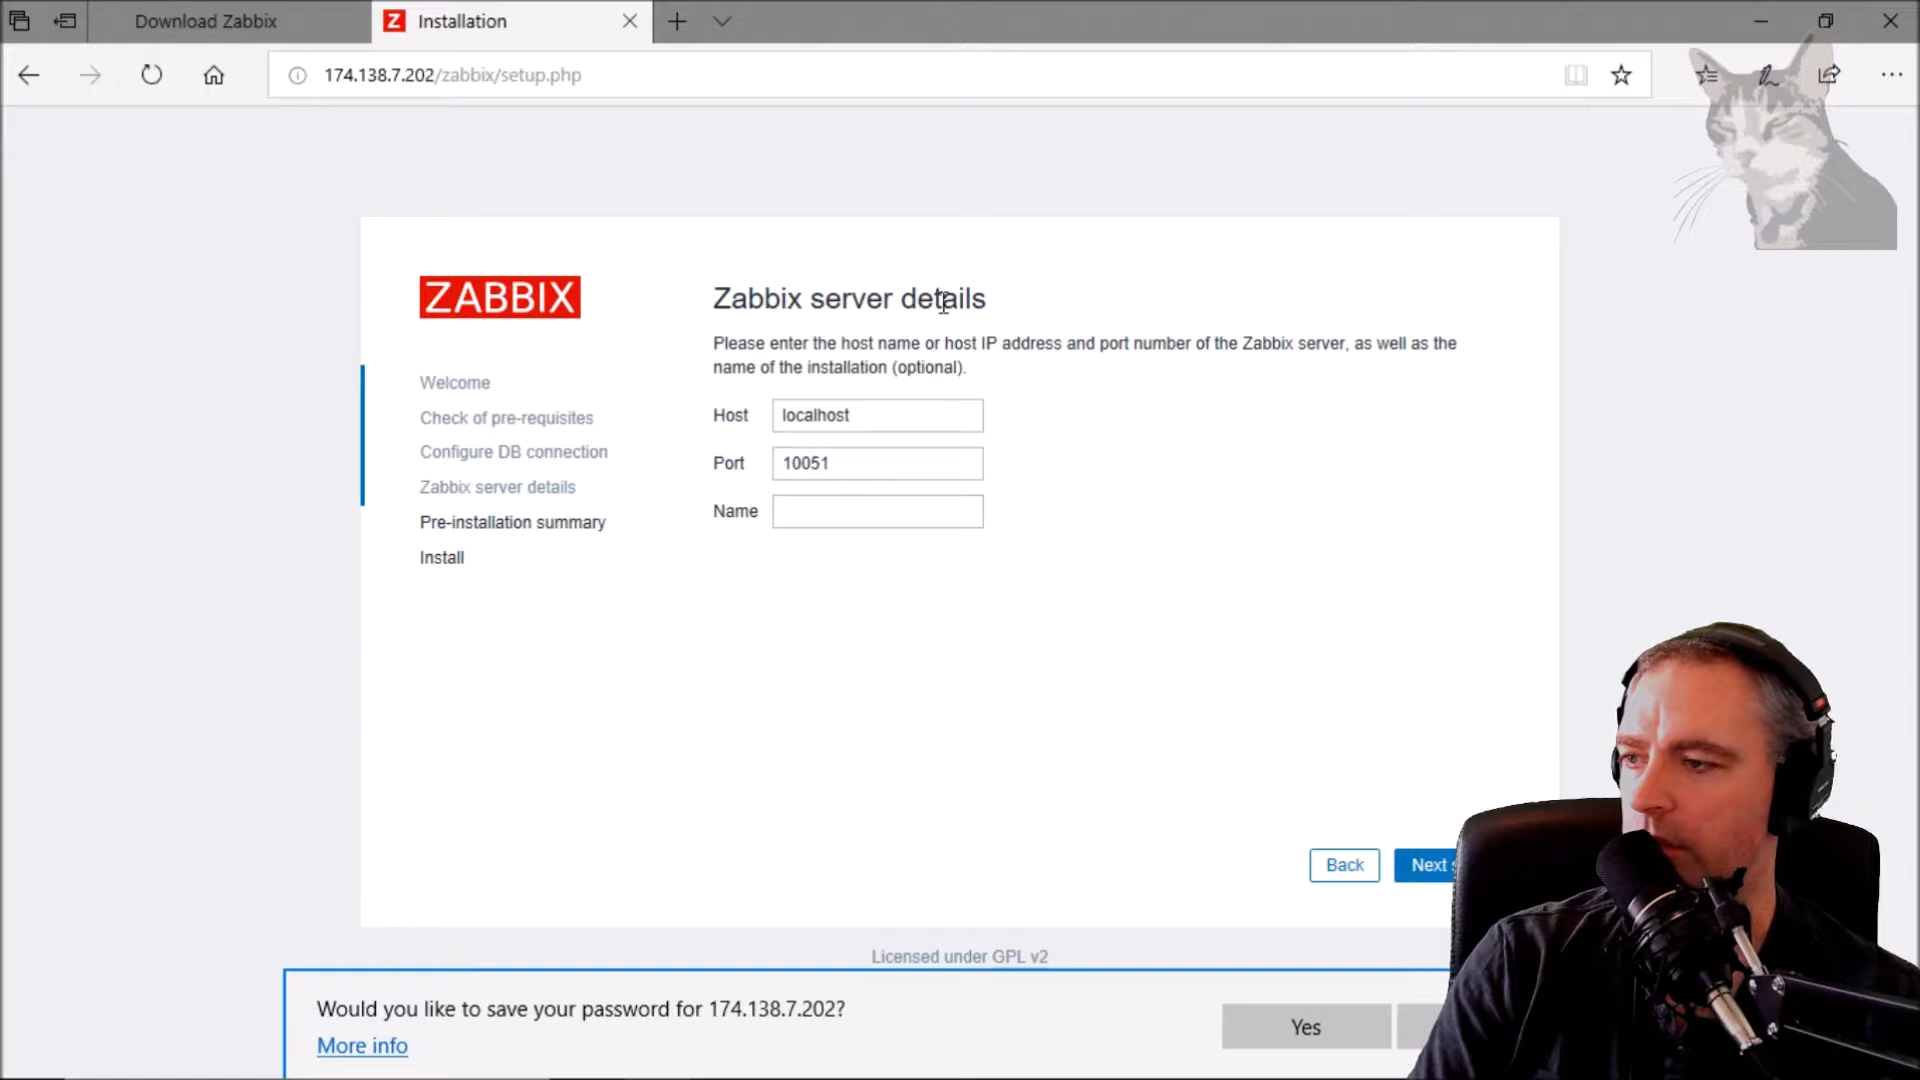 Download Zabbix
Z Installation
174.138.7.202/zabbix/setup.php
ZABBIX
Welcome
Check of pre-requisites
Configure DB connection
Zabbix server details
Pre-installation summary
Install
Zabbix server details
Please enter the host name or host IP address and port number of the Zabbix server, as well as the
name of the installation (optional).
Host localhost
Port 10051
Name
Back
Next
Licensed under GPL v2
Would you like to save your password for 174.138.7.202?
More info
Yes